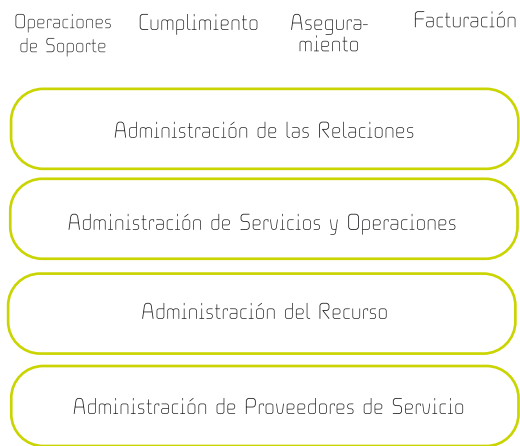 Operaciones
de Soporte
Cumplimiento
Asegura-
miento
Facturación
Administración de las Relaciones
Administración de Servicios y Operaciones
Administración del Recurso
Administración de Proveedores de Servicio